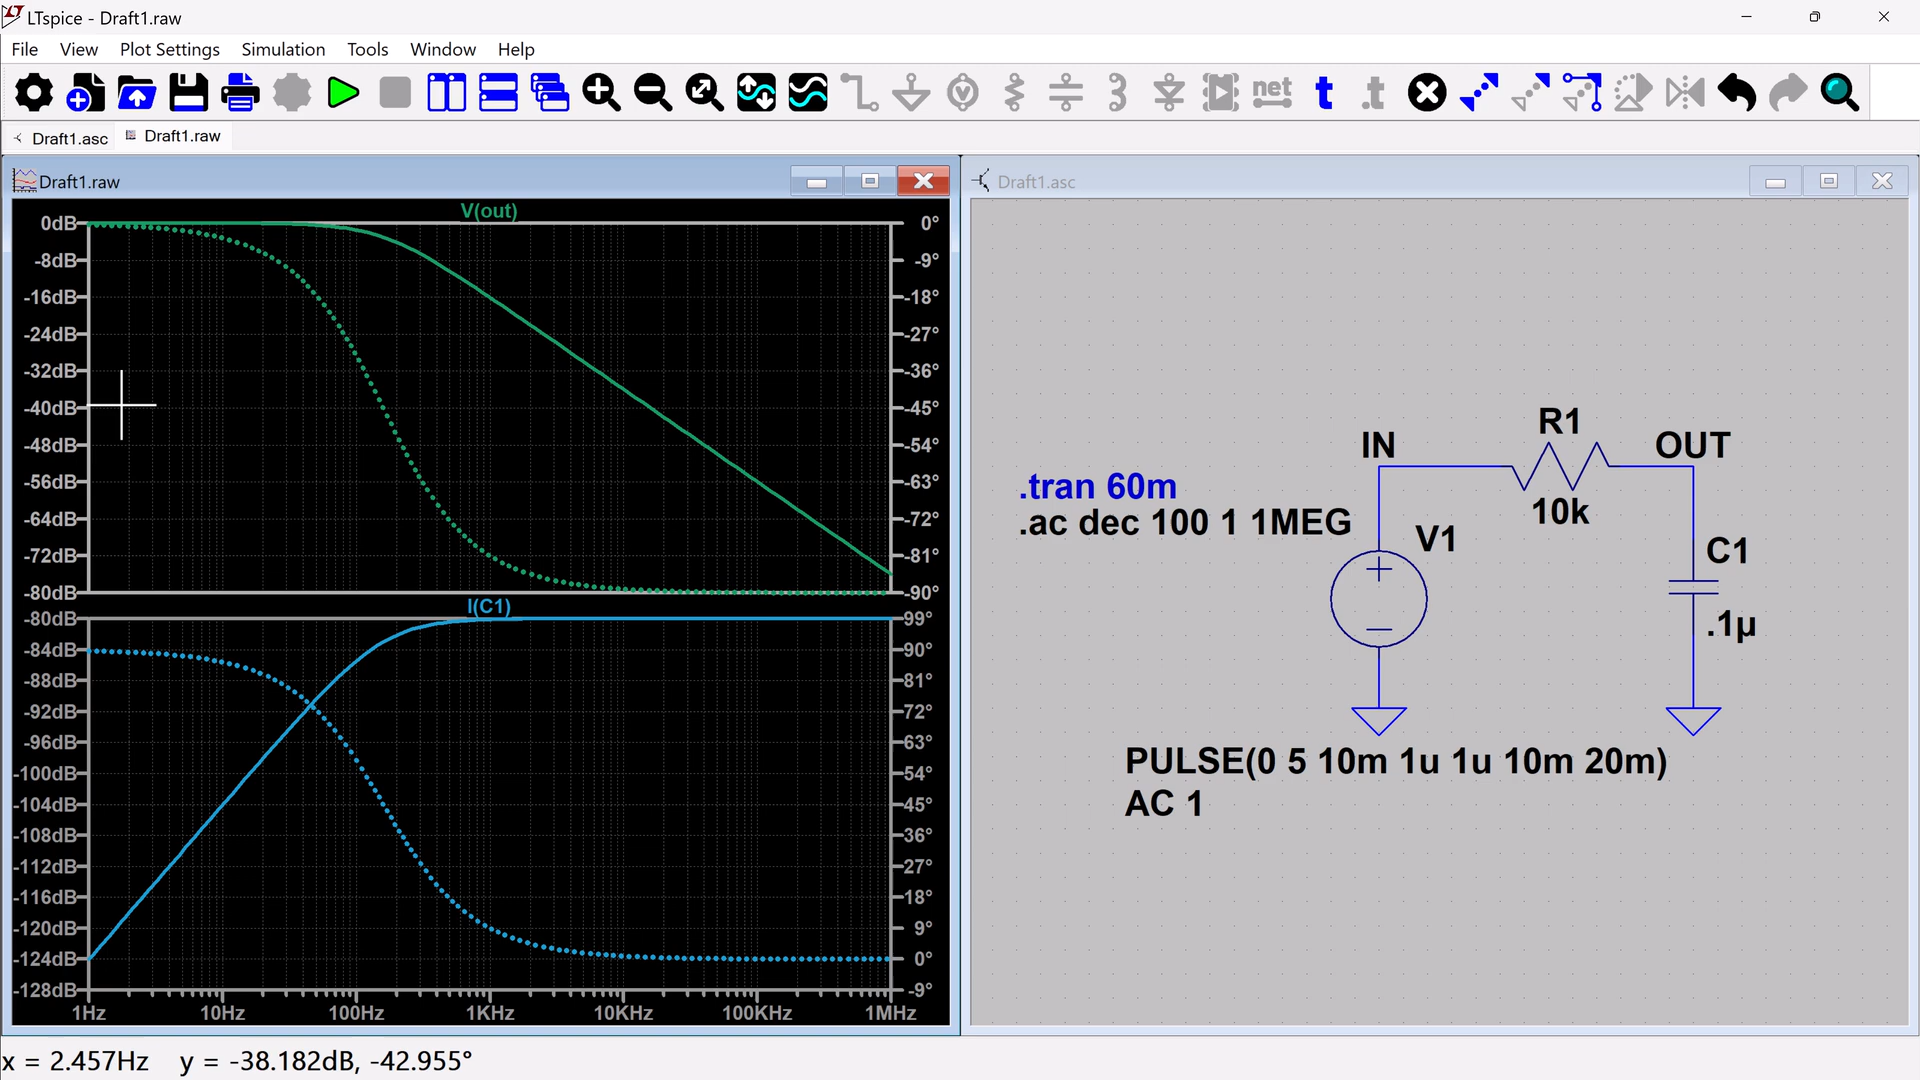 LTspice - Draft1.raw
File View Plot Settings Simulation Tools Window Help
net t .t
Draft1.asc Draft1.raw
Draft1.raw
V(out)
0dB 0°
-8dB -9°
-16dB -18°
-24dB -27°
-32dB -36°
-40dB -45°
-48dB -54°
-56dB -63°
-64dB -72°
-72dB -81°
-80dB -90°
I(C1)
-80dB 99°
-84dB 90°
-88dB 81°
-92dB 72°
-96dB 63°
-100dB 54°
-104dB 45°
-108dB 36°
-112dB 27°
-116dB 18°
-120dB 9°
-124dB 0°
-128dB -9°
1Hz 10Hz 100Hz 1KHz 10KHz 100KHz 1MHz
Draft1.asc
R1
IN OUT
.tran 60m
10k
.ac dec 100 1 1MEG
V1
C1
.1µ
PULSE(0 5 10m 1u 1u 10m 20m)
AC 1
x = 2.457Hz y = -38.182dB, -42.955°